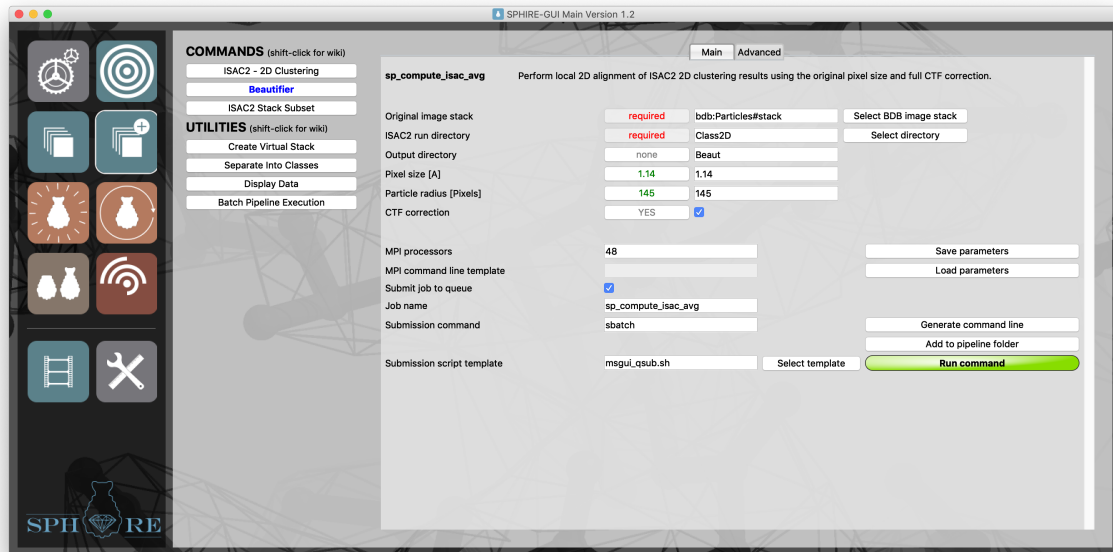 SPHIRE-GUI Main Version 1.2
COMMANDS (shift-click for wiki)
ISAC2 - 2D Clustering
Beautifier
ISAC2 Stack Subset
UTILITIES (shift-click for wiki)
Create Virtual Stack
Separate Into Classes
Display Data
Batch Pipeline Execution
Main Advanced
sp_compute_isac_avg Perform local 2D alignment of ISAC2 2D clustering results using the original pixel size and full CTF correction.
Original image stack required bdb:Particles#stack Select BDB image stack
ISAC2 run directory required Class2D Select directory
Output directory none Beaut
Pixel size [A] 1.14 1.14
Particle radius [Pixels] 145 145
CTF correction YES
MPI processors 48 Save parameters
MPI command line template Load parameters
Submit job to queue
Job name sp_compute_isac_avg
Submission command sbatch Generate command line
Add to pipeline folder
Submission script template msgui_qsub.sh Select template Run command
SPHIRE